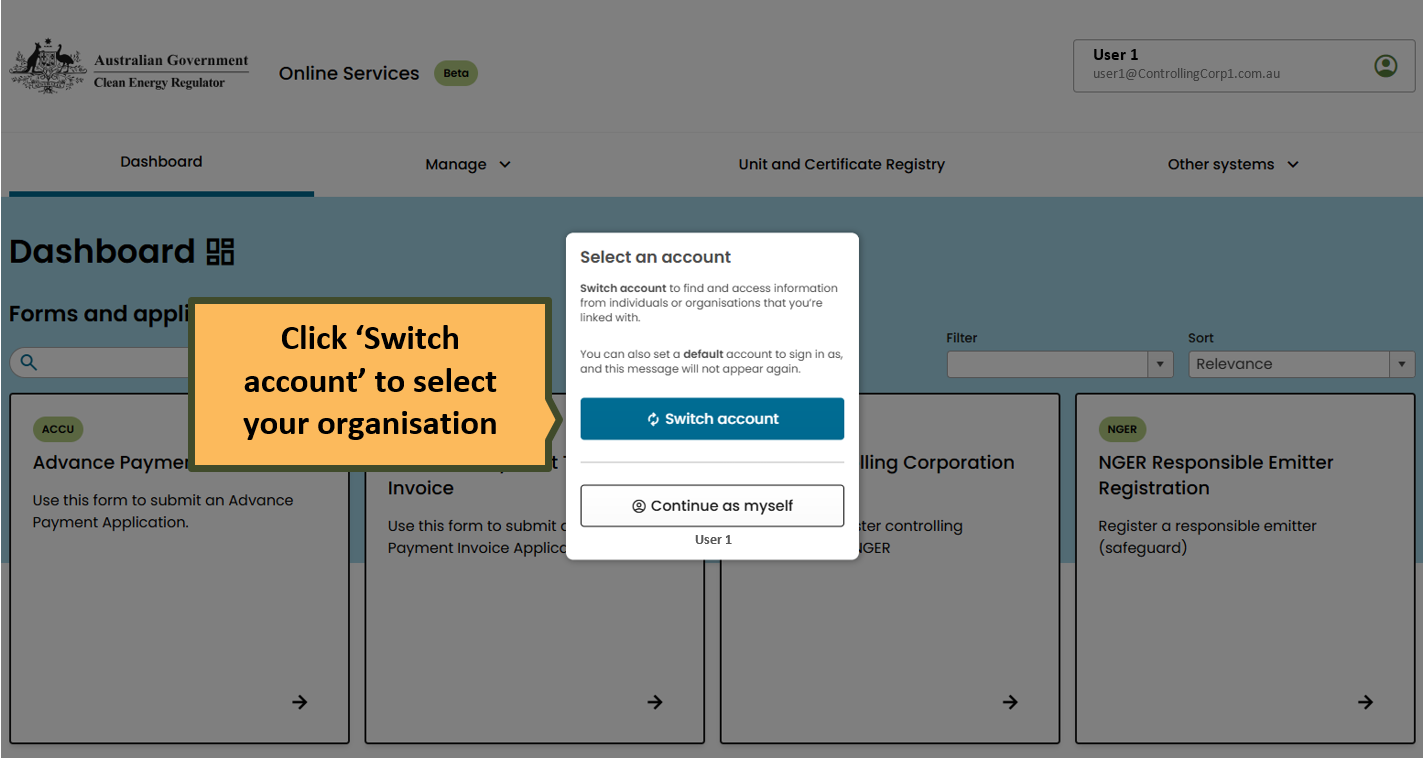 Australian Government
Clean Energy Regulator
Online Services
Beta
User 1
user1@ControllingCorp1.com.au
Dashboard
Manage
Unit and Certificate Registry
Other systems
Dashboard
Forms and appli
Filter
Sort
Relevance
Select an account
Switch account to find and access information
from individuals or organisations that you're
linked with.
You can also set a default account to sign in as,
and this message will not appear again.
Switch account
Continue as myself
User 1
Click ‘Switch
account’ to select
your organisation
ACCU
Advance Payme
Use this form to submit an Advance
Payment Application.
t
Invoice
Use this form to submit
Payment Invoice Applic
lling Corporation
ter controlling
NGER
NGER
NGER Responsible Emitter
Registration
Register a responsible emitter
(safeguard)